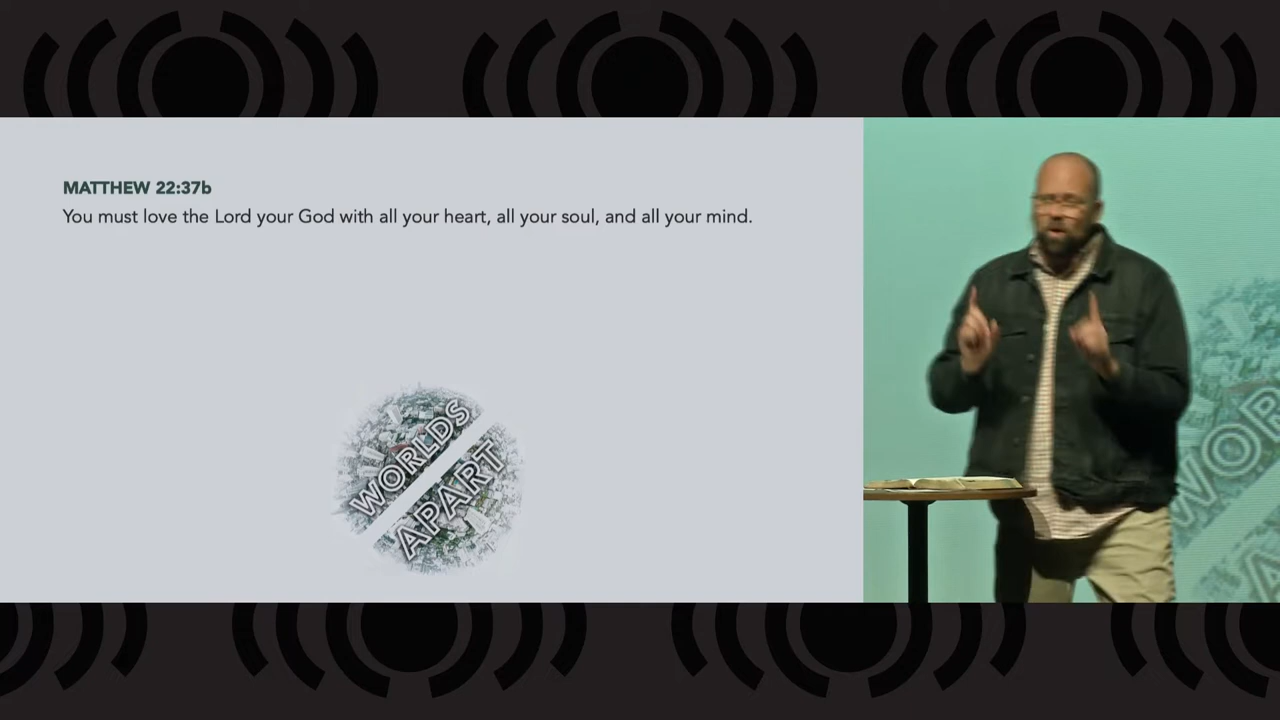 MATTHEW 22:37b
You must love the Lord your God with all your heart, all your soul, and all your mind.
WORLDS
APART
WOR
A